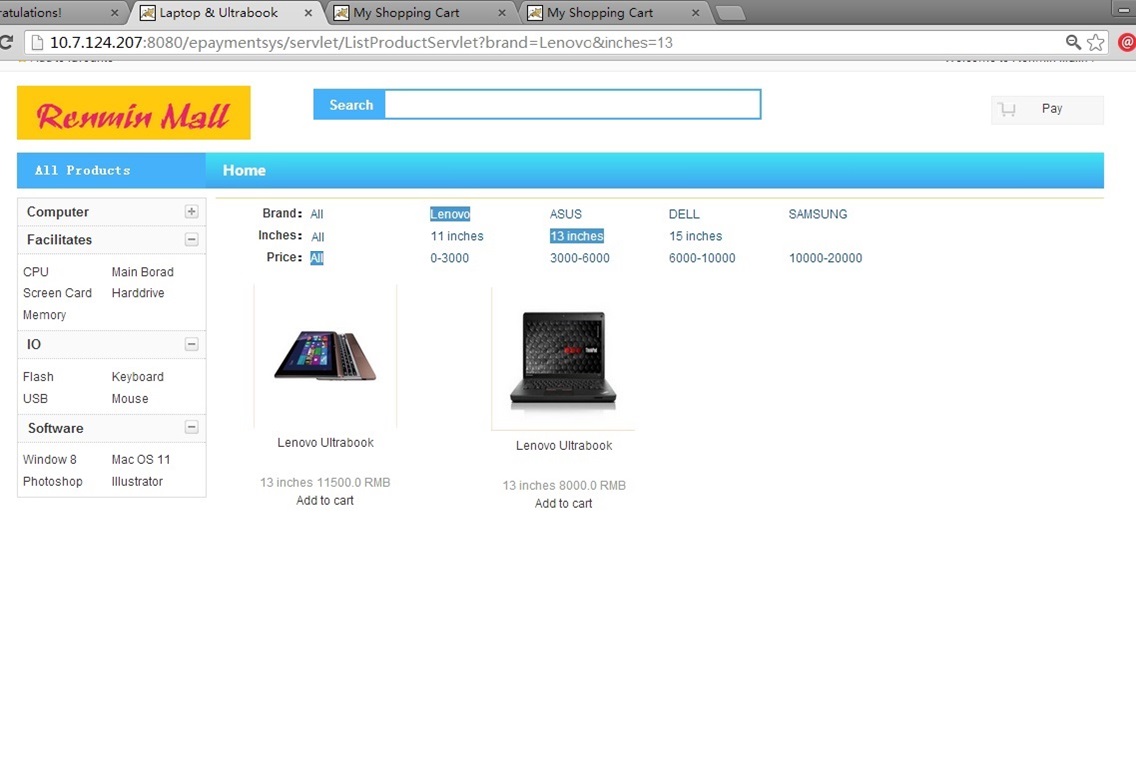 ratulations!
Laptop & Ultrabook
My Shopping Cart
My Shopping Cart
10.7.124.207:8080/epaymentsys/servlet/ListProductServlet?brand=Lenovo&inches=13
Renmin Mall
Search
Pay
All Products
Home
Computer
Facilitates
CPU Main Borad
Screen Card Harddrive
Memory
IO
Flash Keyboard
USB Mouse
Software
Window 8 Mac OS 11
Photoshop Illustrator
Brand: All Lenovo ASUS DELL SAMSUNG
Inches: All 11 inches 13 inches 15 inches
Price: All 0-3000 3000-6000 6000-10000 10000-20000
Lenovo Ultrabook
13 inches 11500.0 RMB
Add to cart
Lenovo Ultrabook
13 inches 8000.0 RMB
Add to cart